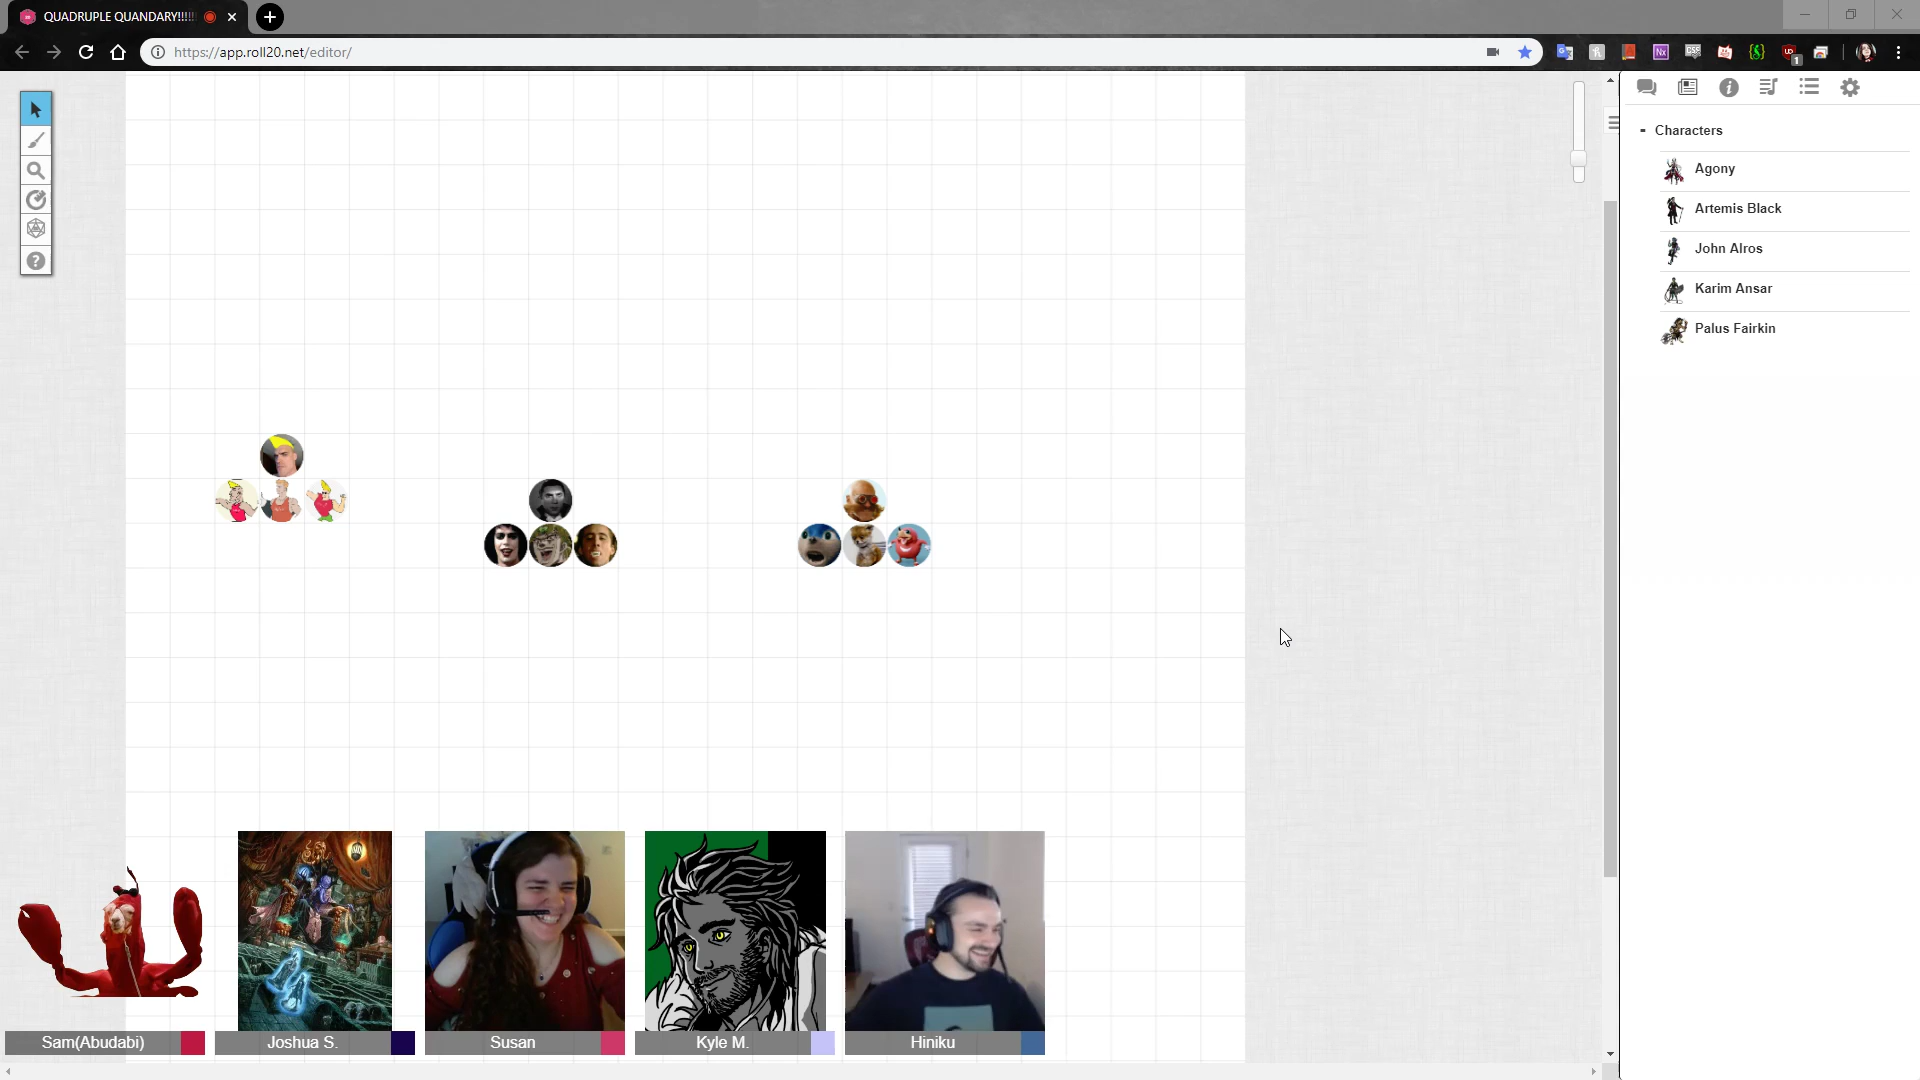 QUADRUPLE QUANDARY!!!!!
https://app.roll20.net/editor/
Characters
Agony
Artemis Black
John Alros
Karim Ansar
Palus Fairkin
Sam(Abudabi)
Joshua S.
Susan
Kyle M.
Hiniku